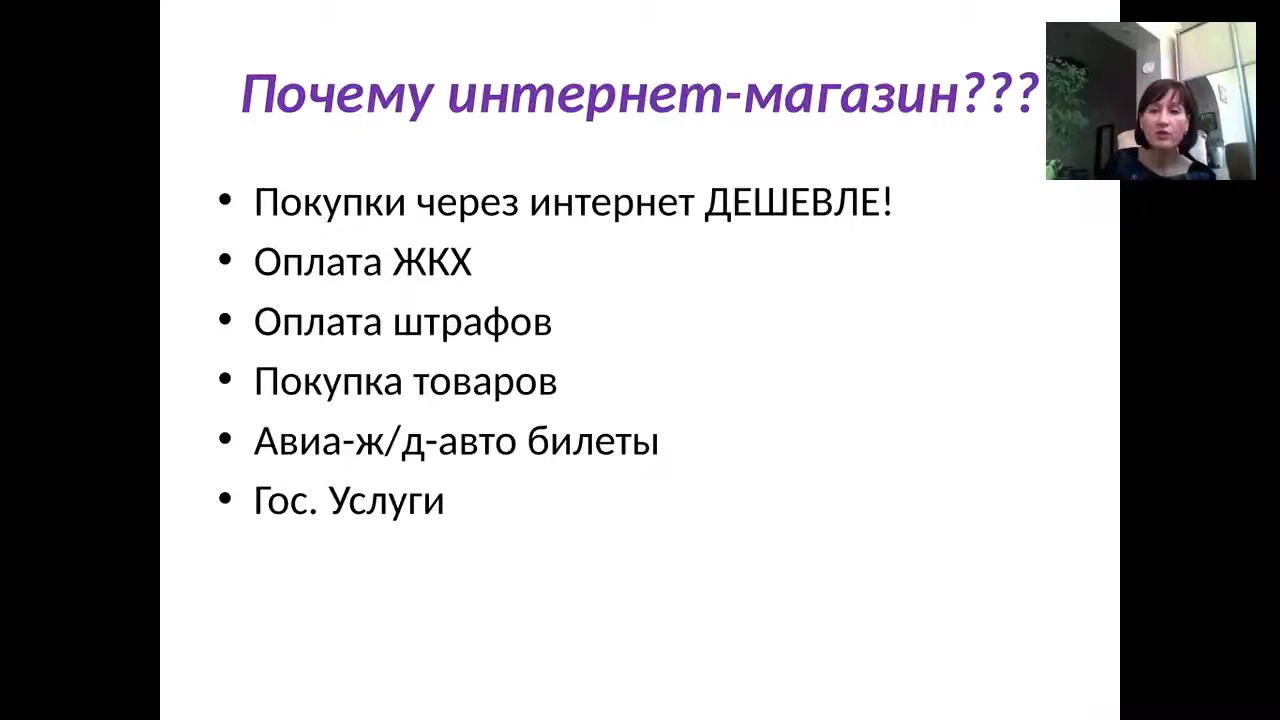 Почему интернет-магазин???
• Покупки через интернет ДЕШЕВЛЕ!
• Оплата ЖКХ
• Оплата штрафов
• Покупка товаров
• Авиа-ж/д-авто билеты
• Гос. Услуги